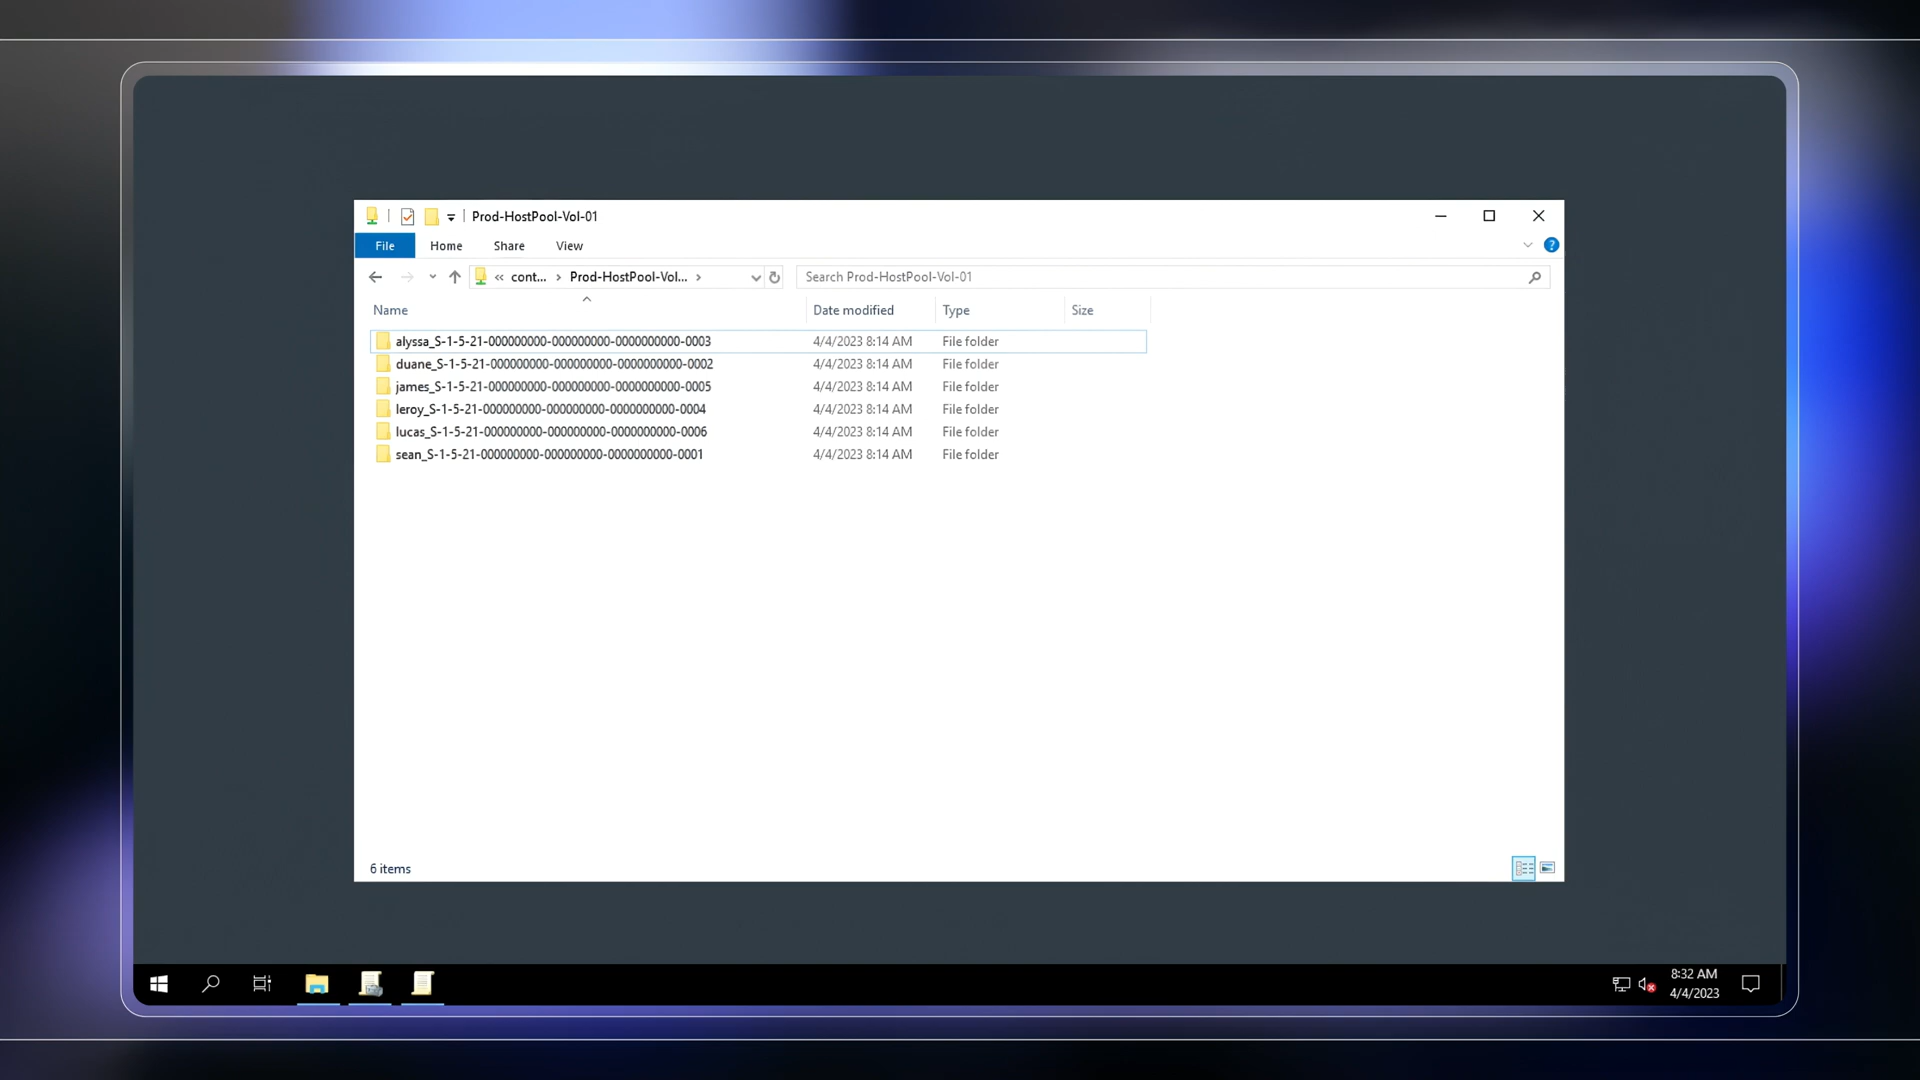 Prod-HostPool-Vol-01
File Home Share View
« cont... > Prod-HostPool-Vol... > Search Prod-HostPool-Vol-01
Name Date modified Type Size
alyssa_S-1-5-21-000000000-000000000-0000000000-0003 4/4/2023 8:14 AM File folder
duane_S-1-5-21-000000000-000000000-0000000000-0002 4/4/2023 8:14 AM File folder
james_S-1-5-21-000000000-000000000-0000000000-0005 4/4/2023 8:14 AM File folder
leroy_S-1-5-21-000000000-000000000-0000000000-0004 4/4/2023 8:14 AM File folder
lucas_S-1-5-21-000000000-000000000-0000000000-0006 4/4/2023 8:14 AM File folder
sean_S-1-5-21-000000000-000000000-0000000000-0001 4/4/2023 8:14 AM File folder
6 items
8:32 AM
4/4/2023